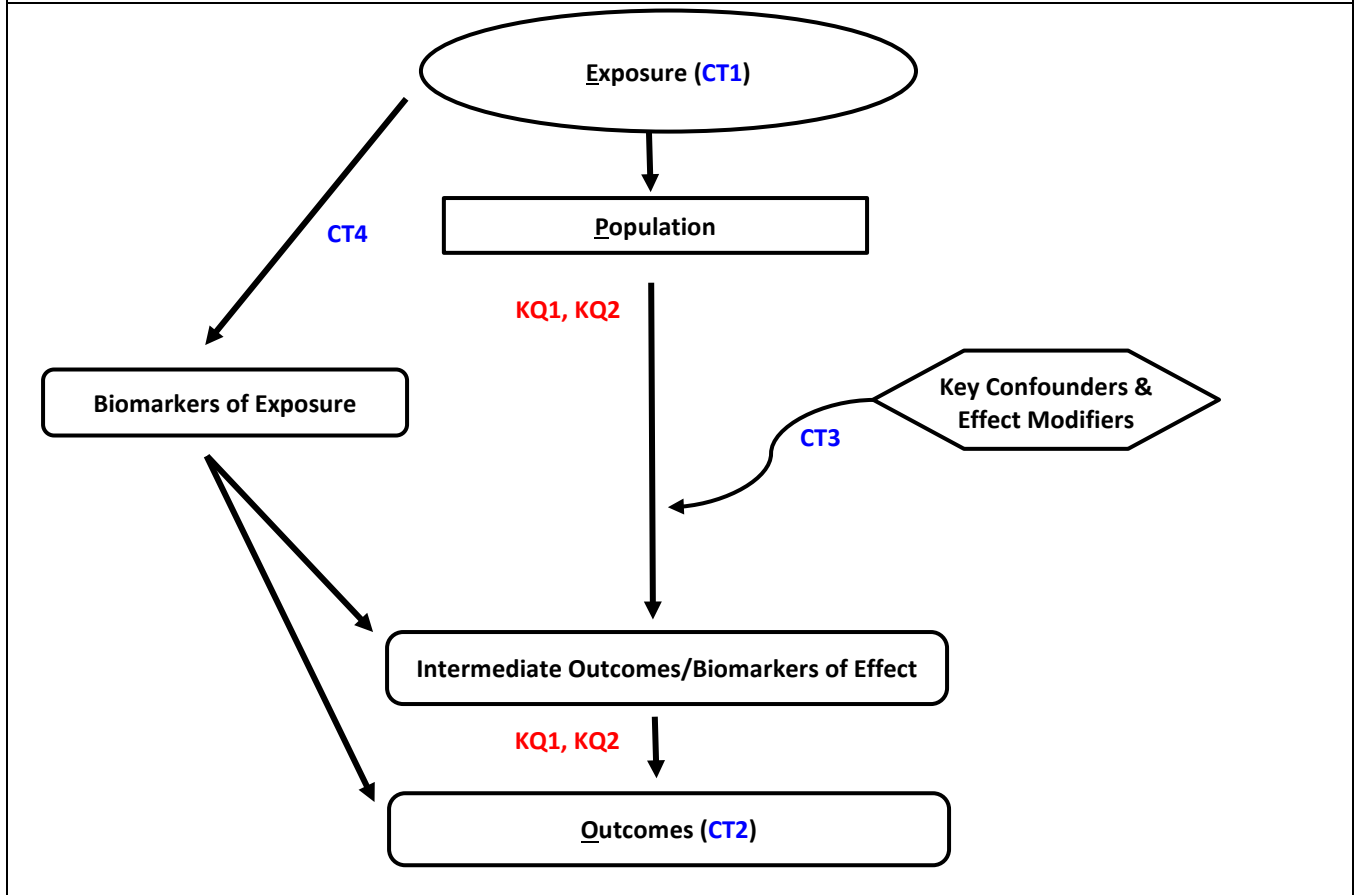 Exposure (CT1)
Population
CT4
KQ1, KQ2
Biomarkers of Exposure
Key Confounders &
Effect Modifiers
CT3
Intermediate Outcomes/Biomarkers of Effect
KQ1, KQ2
Outcomes (CT2)